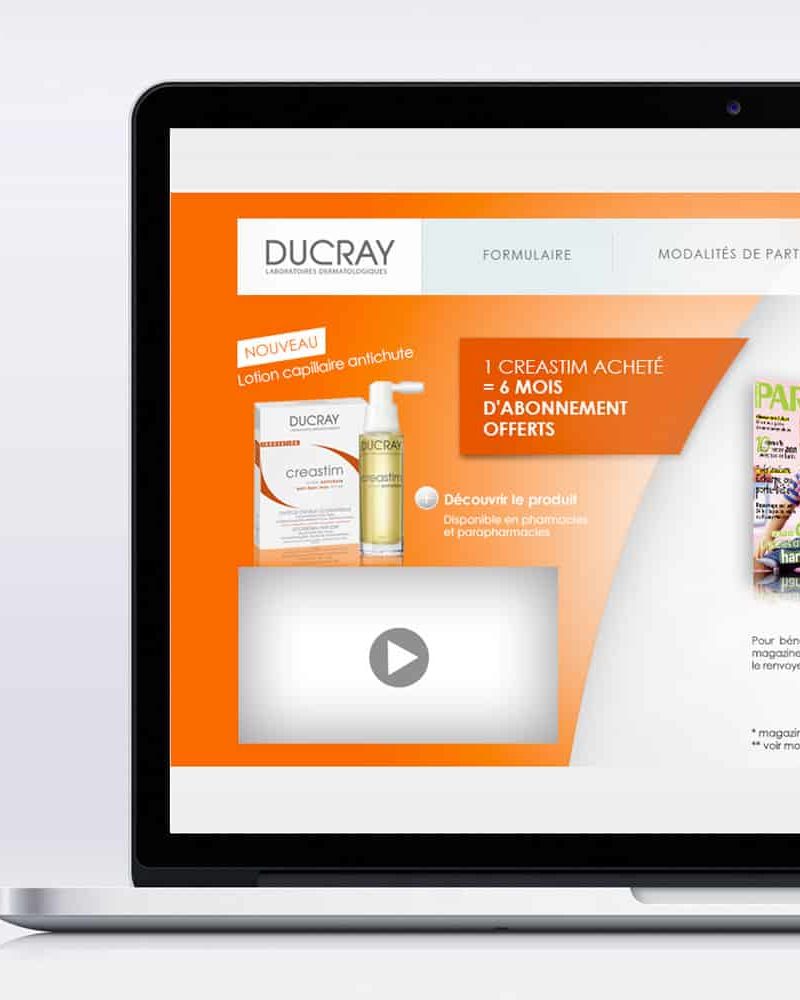 DUCRAY
LABORATOIRES DERMATOLOGIQUES
FORMULAIRE
MODALITÉS DE PART
NOUVEAU
Lotion capillaire antichute
1 CREASTIM ACHETÉ
= 6 MOIS
D'ABONNEMENT
OFFERTS
DUCRAY
creastim
DUCRAY
creastim
Découvrir le produit
Disponible en pharmacies
et parapharmacies
PAR
10
har
Pour béné
magazine
le renvoye
* magazin
** voir mo